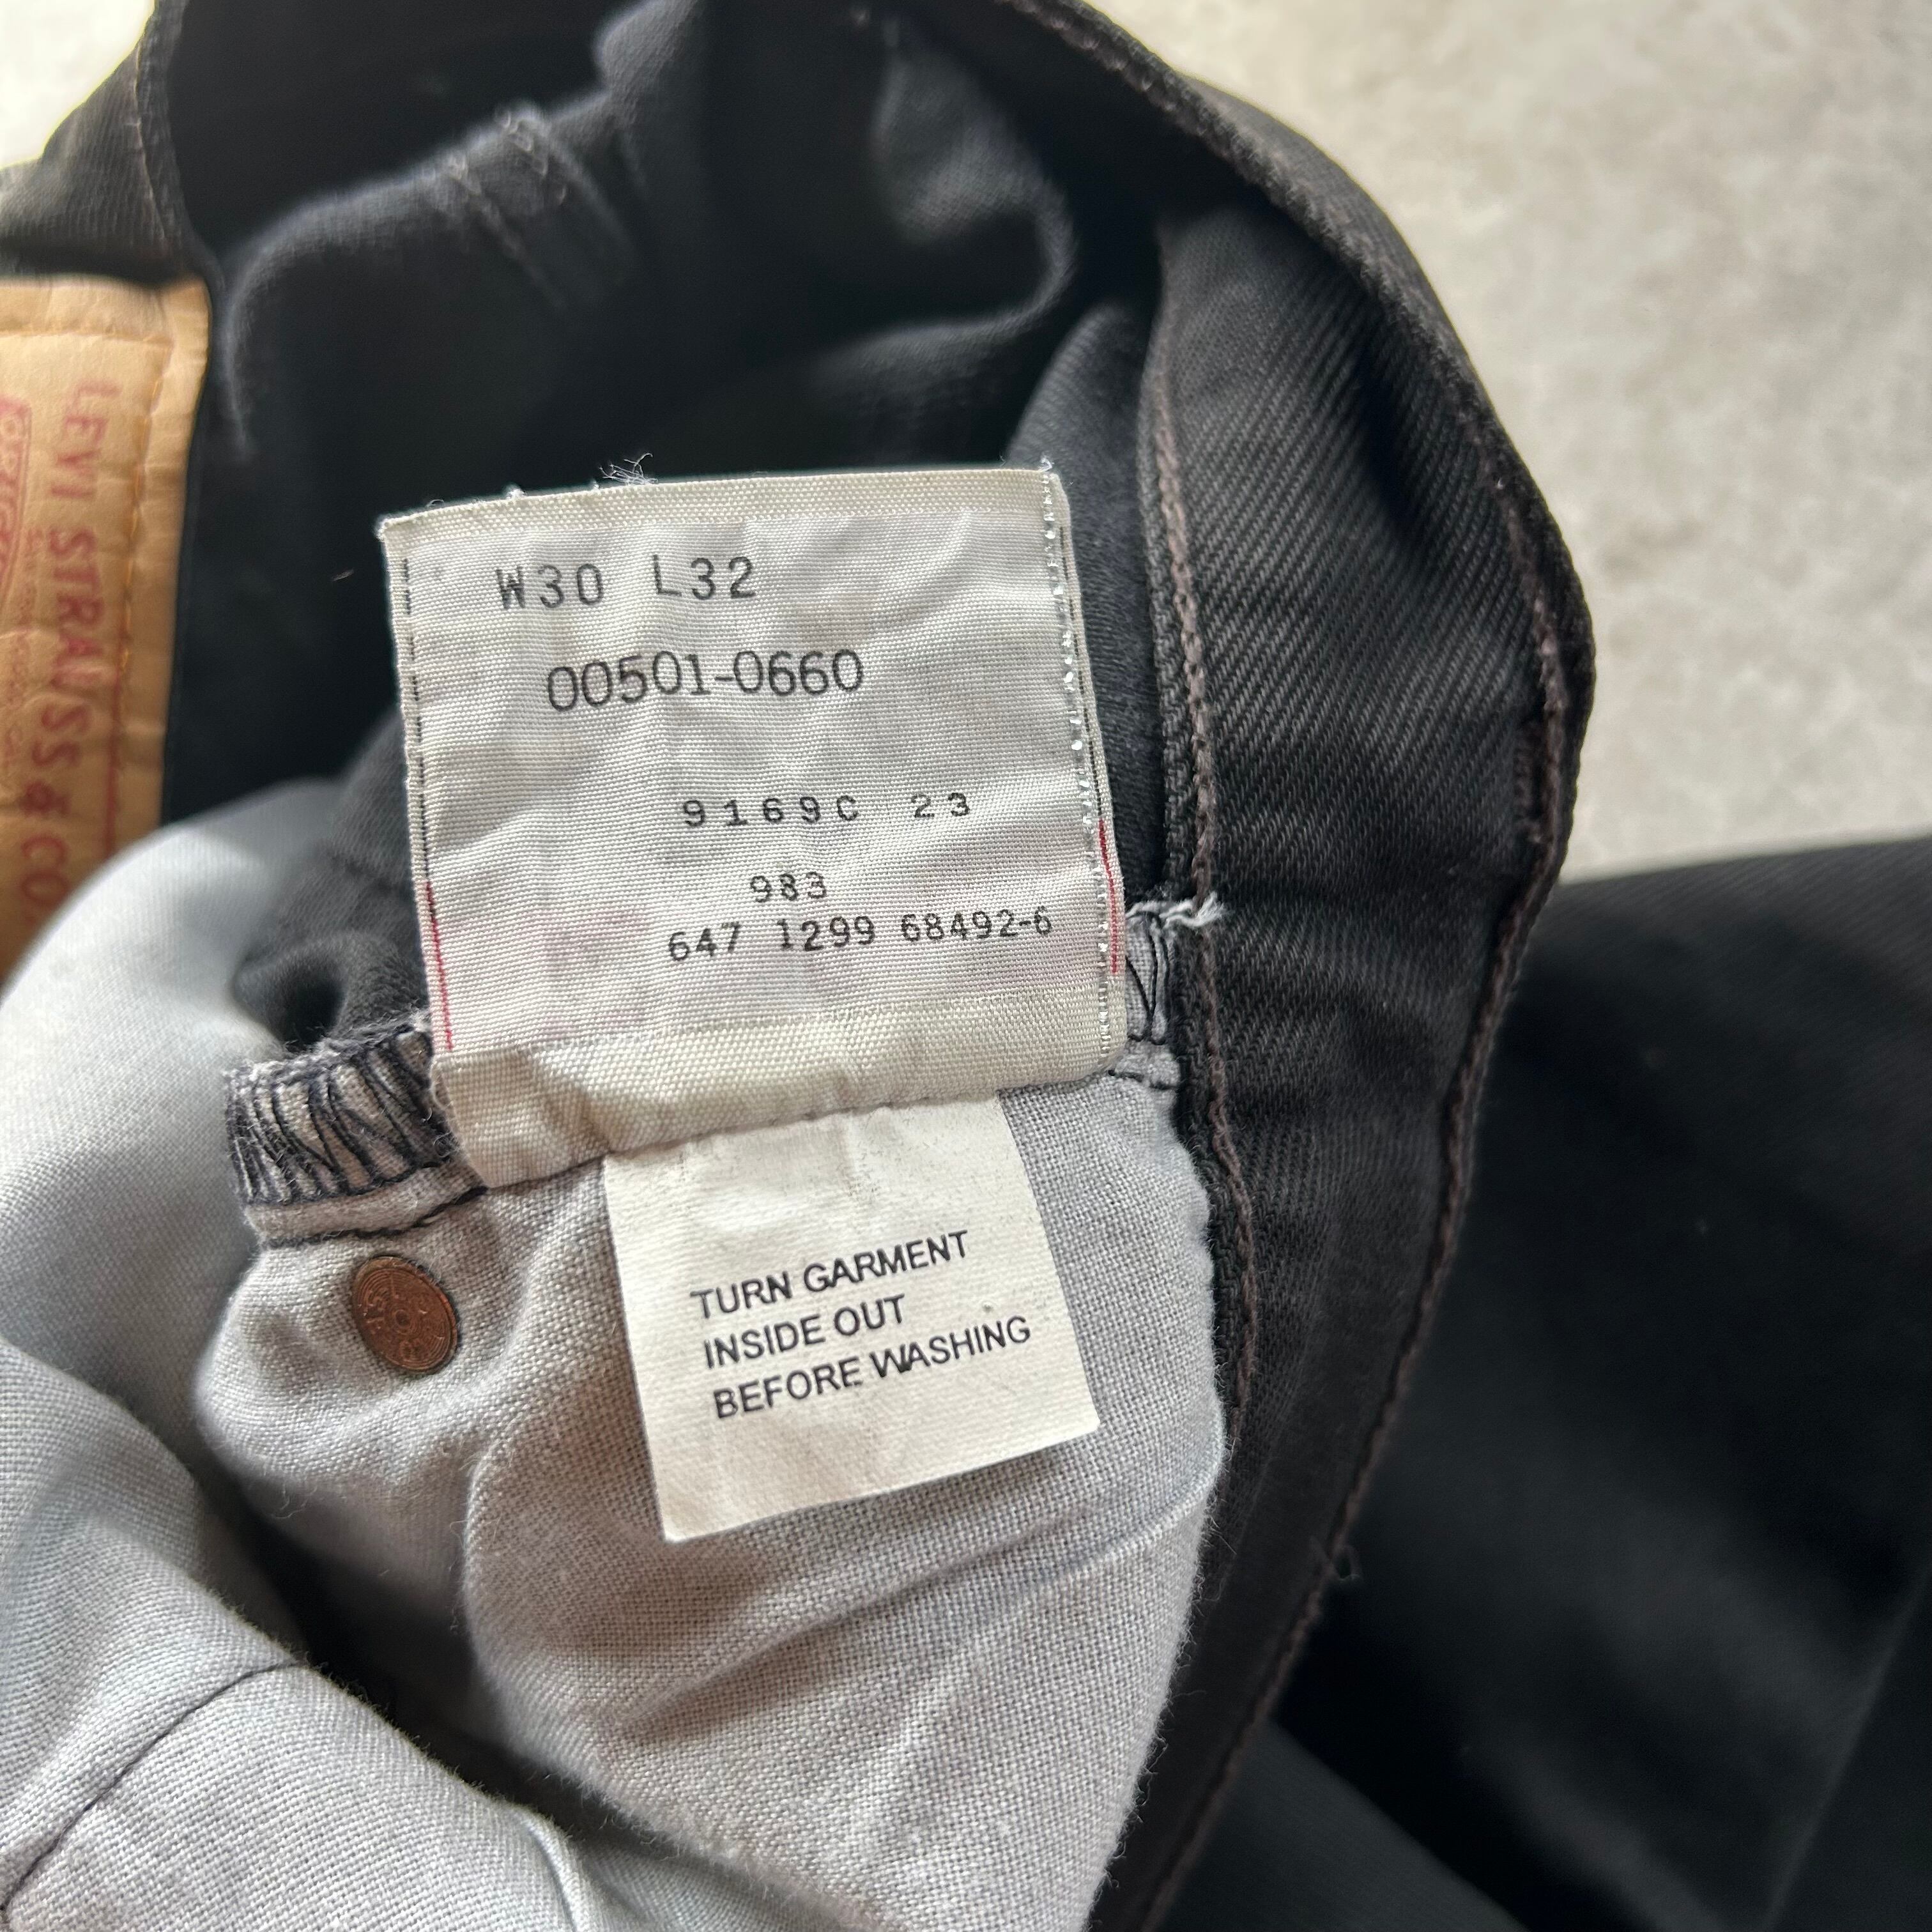 W30 L32
00501-0660
9169C 23
983
647 1299 68492-6
TURN GARMENT
INSIDE OUT
BEFORE WASHING
LEVI STRAUSS & CO